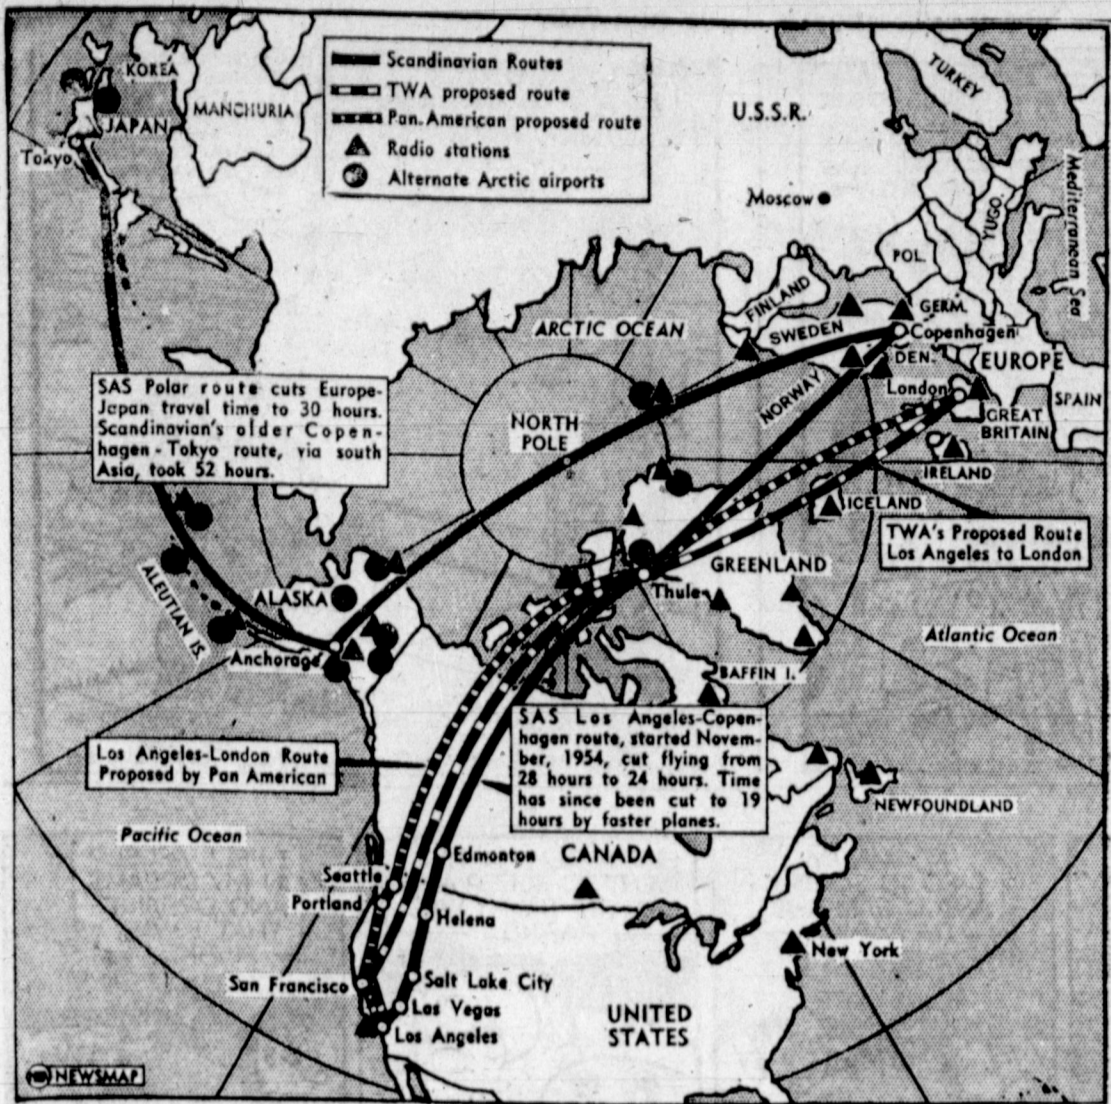 Scandinavian Routes
TWA proposed route
Pan. American proposed route
Radio stations
Alternate Arctic airports
KOREA
MANCHURIA
JAPAN
Tokyo
U.S.S.R.
TURKEY
Moscow
Mediterranean Sea
YUGO.
POL.
FINLAND
GERM.
ARCTIC OCEAN
SWEDEN
Copenhagen
DEN.
EUROPE
NORWAY
London
SPAIN
GREAT
BRITAIN
SAS Polar route cuts Europe-
Japan travel time to 30 hours.
Scandinavian's older Copen-
hagen - Tokyo route, via south
Asia, took 52 hours.
NORTH
POLE
IRELAND
ICELAND
TWA's Proposed Route
Los Angeles to London
GREENLAND
Thule
ALASKA
ALEUTIAN IS.
Anchorage
Atlantic Ocean
BAFFIN I.
SAS Los Angeles-Copen-
hagen route, started Novem-
ber, 1954, cut flying from
28 hours to 24 hours. Time
has since been cut to 19
hours by faster planes.
Los Angeles-London Route
Proposed by Pan American
NEWFOUNDLAND
Pacific Ocean
Edmonton
CANADA
Seattle
Portland
Helena
New York
San Francisco
Salt Lake City
Las Vegas
Los Angeles
UNITED
STATES
NEWSMAP